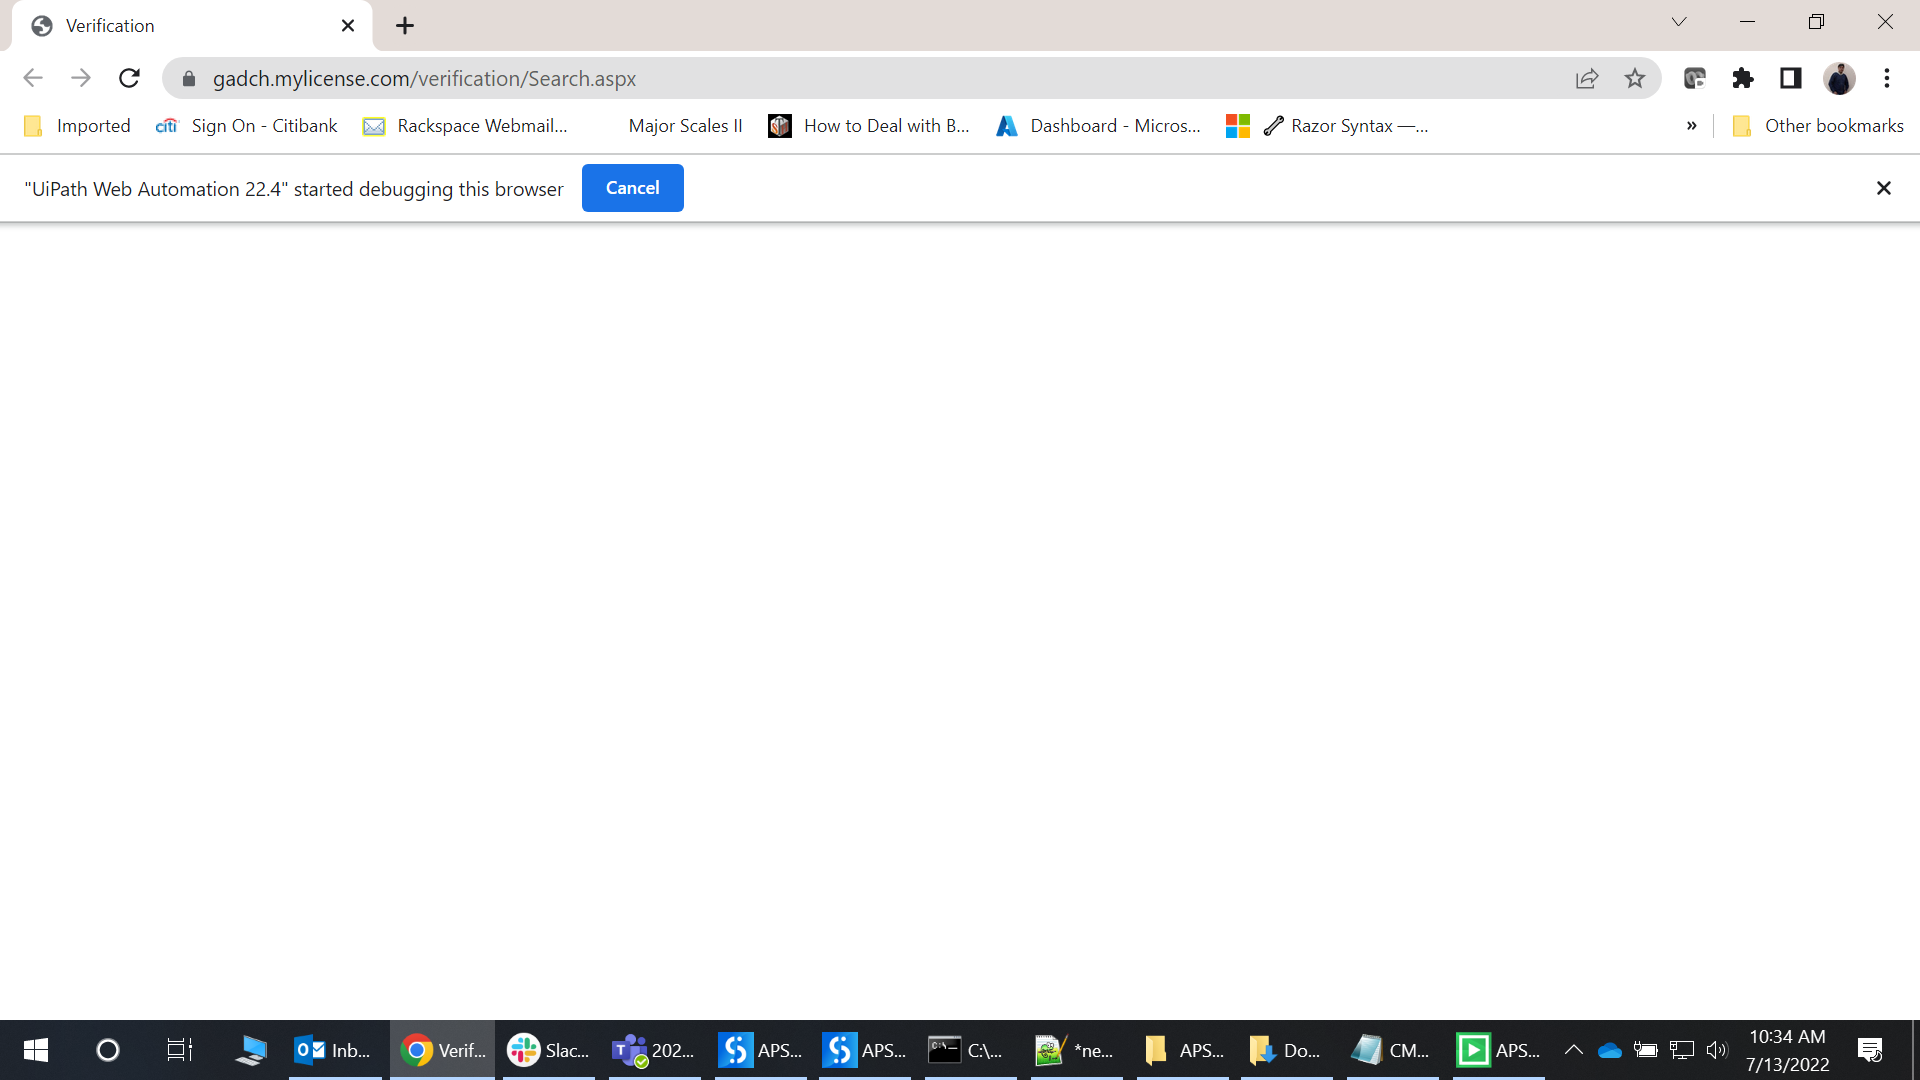 Verification
gadch.mylicense.com/verification/Search.aspx
Imported
citi Sign On - Citibank
Rackspace Webmail...
Major Scales II
How to Deal with B...
Dashboard - Micros...
Razor Syntax —...
»
Other bookmarks
"UiPath Web Automation 22.4" started debugging this browser
Cancel
Inb...
Verif...
Slac...
202...
APS...
APS...
C:\...
*ne...
APS...
Do...
CM...
APS...
10:34 AM
7/13/2022